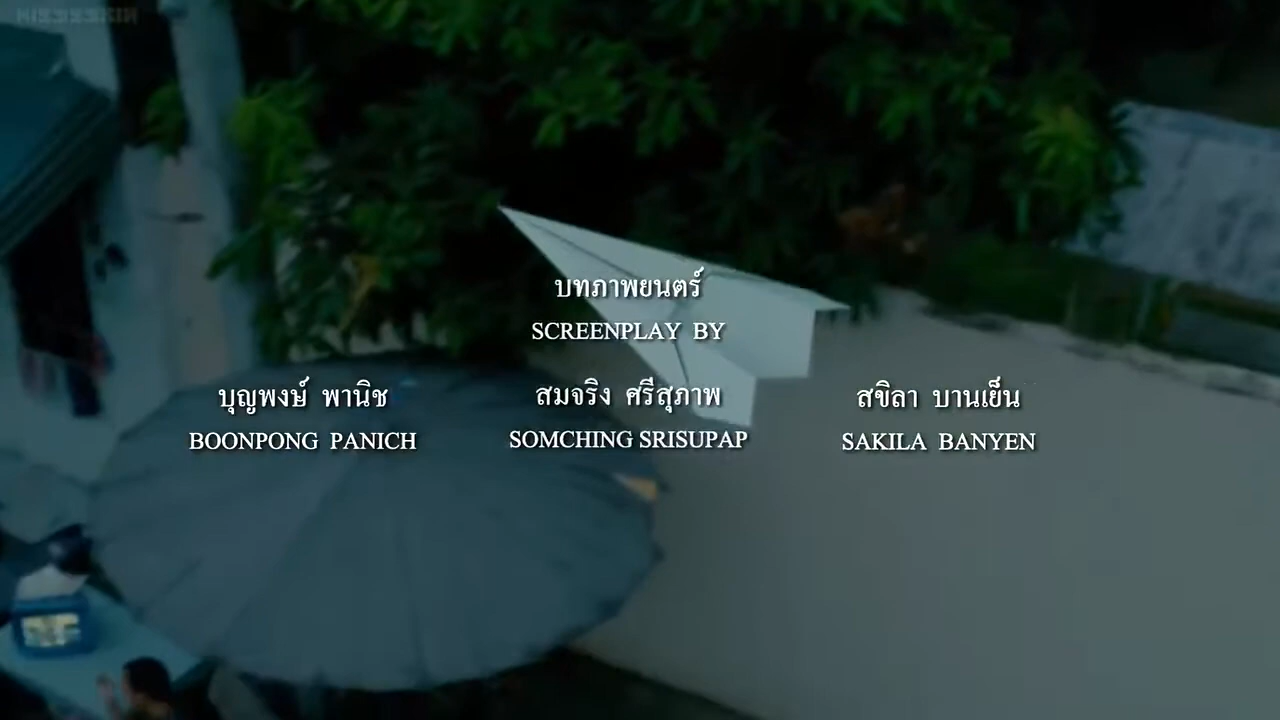 บทภาพยนตร์
SCREENPLAY BY
บุญพงษ์ พานิช
สมจริง ศรีสุภาพ
สขิลา บานเย็น
BOONPONG PANICH
SOMCHING SRISUPAP
SAKILA BANYEN